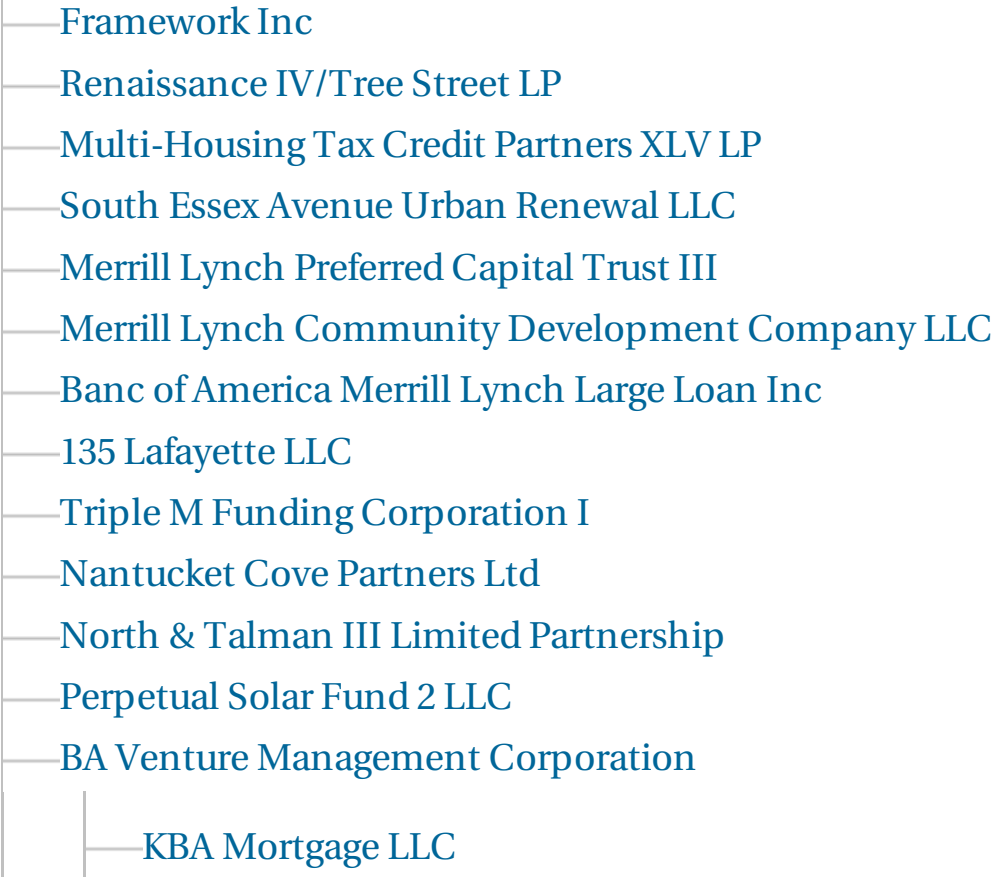 Framework Inc
Renaissance IV/Tree Street LP
Multi-Housing Tax Credit Partners XLV LP
South Essex Avenue Urban Renewal LLC
Merrill Lynch Preferred Capital Trust III
Merrill Lynch Community Development Company LLC
Banc of America Merrill Lynch Large Loan Inc
135 Lafayette LLC
Triple M Funding Corporation I
Nantucket Cove Partners Ltd
North & Talman III Limited Partnership
Perpetual Solar Fund 2 LLC
BA Venture Management Corporation
KBA Mortgage LLC